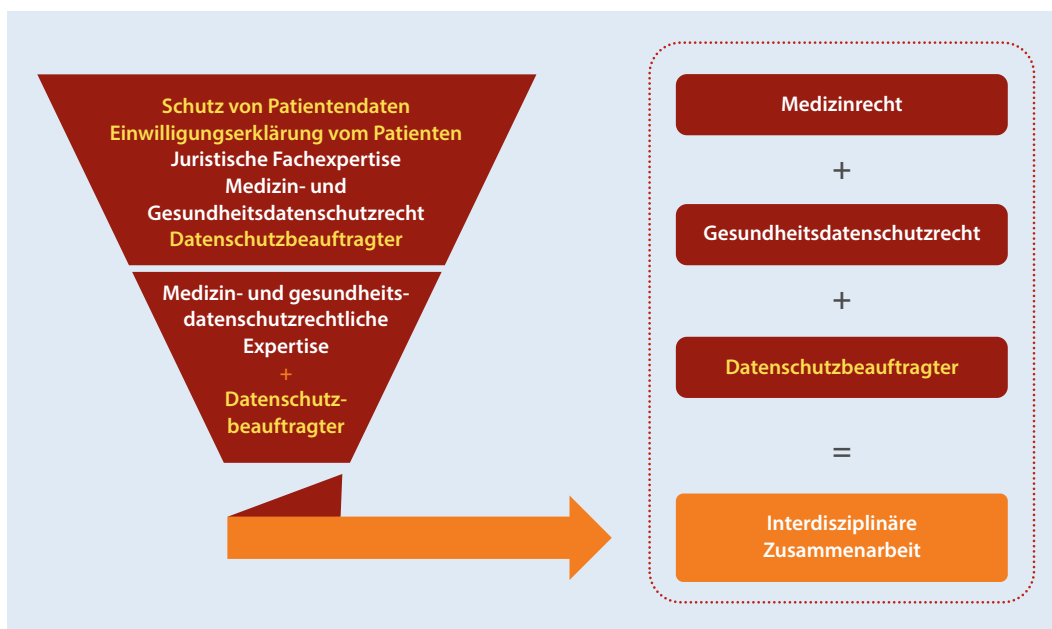 Schutz von Patientendaten
Einwilligungserklärung vom Patienten
Juristische Fachexpertise
Medizin- und
Gesundheitsdatenschutzrecht
Datenschutzbeauftragter
Medizin- und gesundheits-
datenschutzrechtliche
Expertise
+
Datenschutz-
beauftragter
Medizinrecht
+
Gesundheitsdatenschutzrecht
+
Datenschutzbeauftragter
=
Interdisziplinäre
Zusammenarbeit